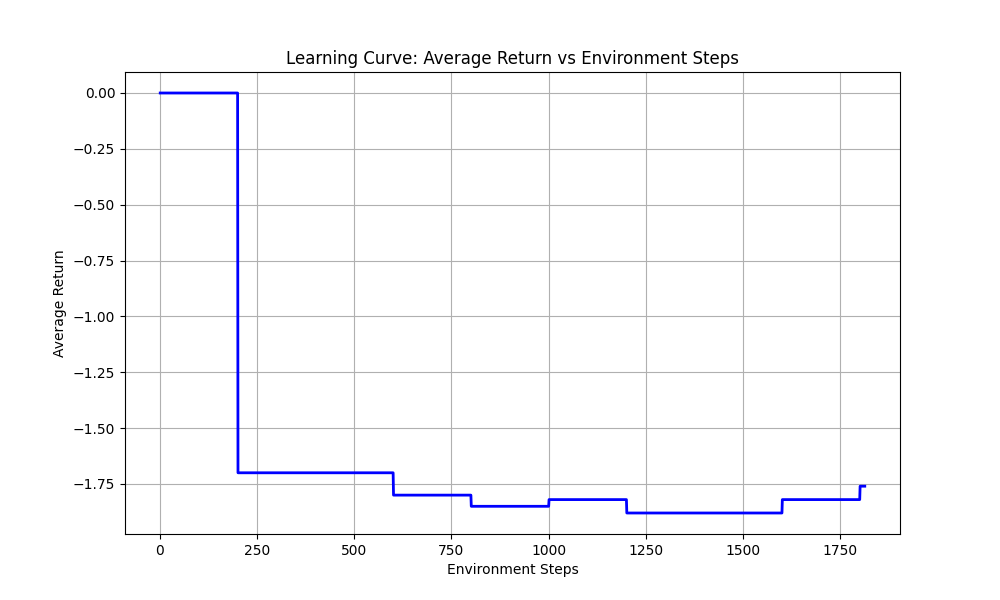 Learning Curve: Average Return vs Environment Steps
Average Return
0.00
−0.25
−0.50
−0.75
−1.00
−1.25
−1.50
−1.75
0 250 500 750 1000 1250 1500 1750
Environment Steps